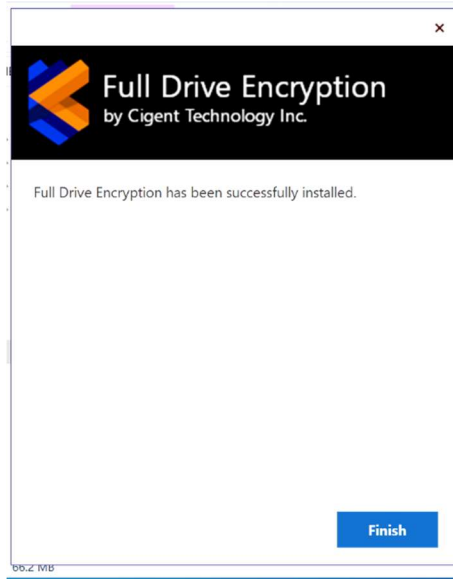 ×
Full Drive Encryption
by Cigent Technology Inc.
Full Drive Encryption has been successfully installed.
Finish
66.2 MB